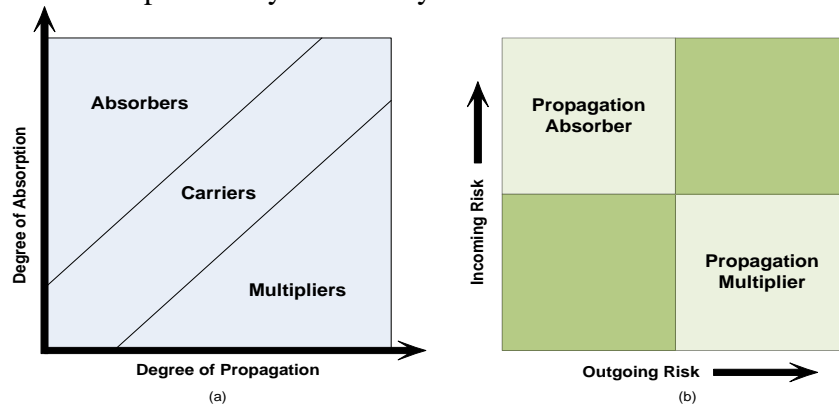 Absorbers
Carriers
Multipliers
Degree of Absorption
Degree of Propagation
(a)
Propagation
Absorber
Propagation
Multiplier
Incoming Risk
Outgoing Risk
(b)